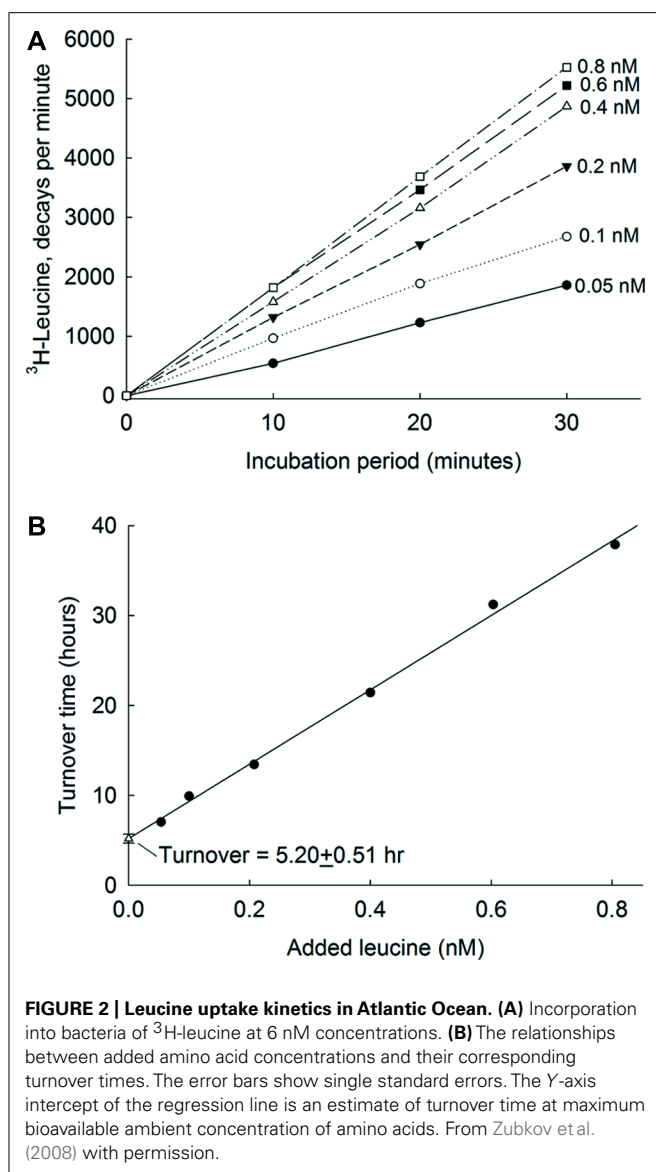 A
6000
5000
4000
3000
2000
1000
0
³H-Leucine, decays per minute
0.8 nM
0.6 nM
0.4 nM
0.2 nM
0.1 nM
0.05 nM
0 10 20 30
Incubation period (minutes)
B
40
30
20
10
0
Turnover time (hours)
Turnover = 5.20±0.51 hr
0.0 0.2 0.4 0.6 0.8
Added leucine (nM)
FIGURE 2 | Leucine uptake kinetics in Atlantic Ocean. (A) Incorporation
into bacteria of ³H-leucine at 6 nM concentrations. (B) The relationships
between added amino acid concentrations and their corresponding
turnover times. The error bars show single standard errors. The Y-axis
intercept of the regression line is an estimate of turnover time at maximum
bioavailable ambient concentration of amino acids. From Zubkov et al.
(2008) with permission.